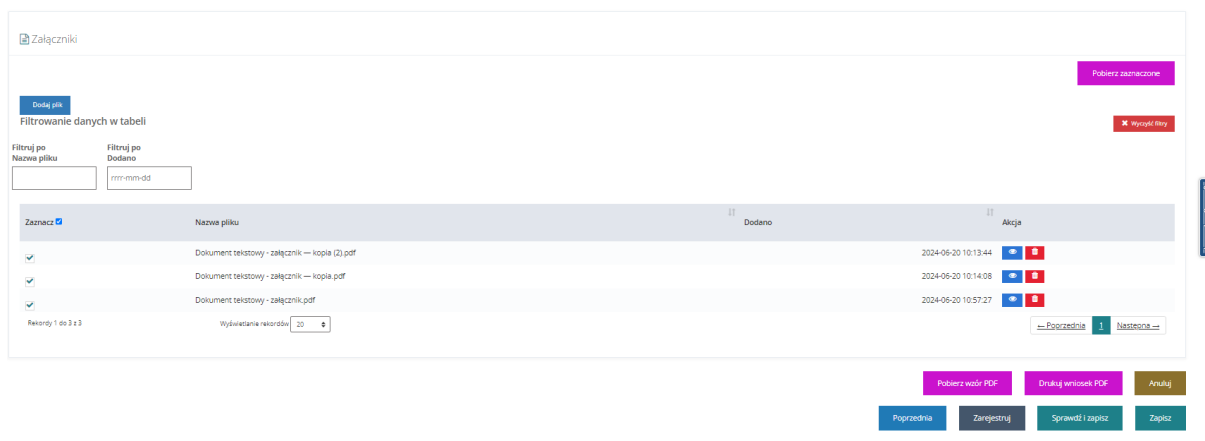 Załączniki
Pobierz zaznaczone
Dodaj plik
Filtrowanie danych w tabeli
Wyczyść filtry
Filtruj po Nazwa pliku
Filtruj po Dodano
rrrr-mm-dd
Zaznacz Nazwa pliku Dodano Akcja
Dokument tekstowy - załącznik — kopia (2).pdf 2024-06-20 10:13:44
Dokument tekstowy - załącznik — kopia.pdf 2024-06-20 10:14:08
Dokument tekstowy - załącznik.pdf 2024-06-20 10:57:27
Rekordy 1 do 3 z 3 Wyświetlanie rekordów 20 ← Poprzednia 1 Następna →
Pobierz wzór PDF Drukuj wniosek PDF Anuluj
Poprzednia Zarejestruj Sprawdź i zapisz Zapisz